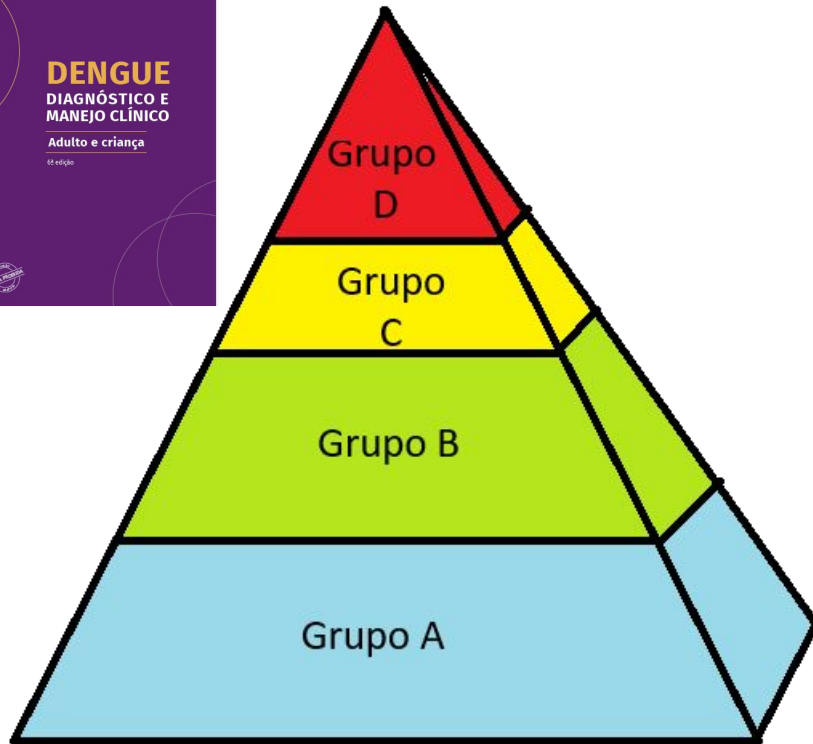 DENGUE
DIAGNÓSTICO E
MANEJO CLÍNICO
Adulto e criança
6ª edição
Grupo
D
Grupo
C
Grupo B
Grupo A